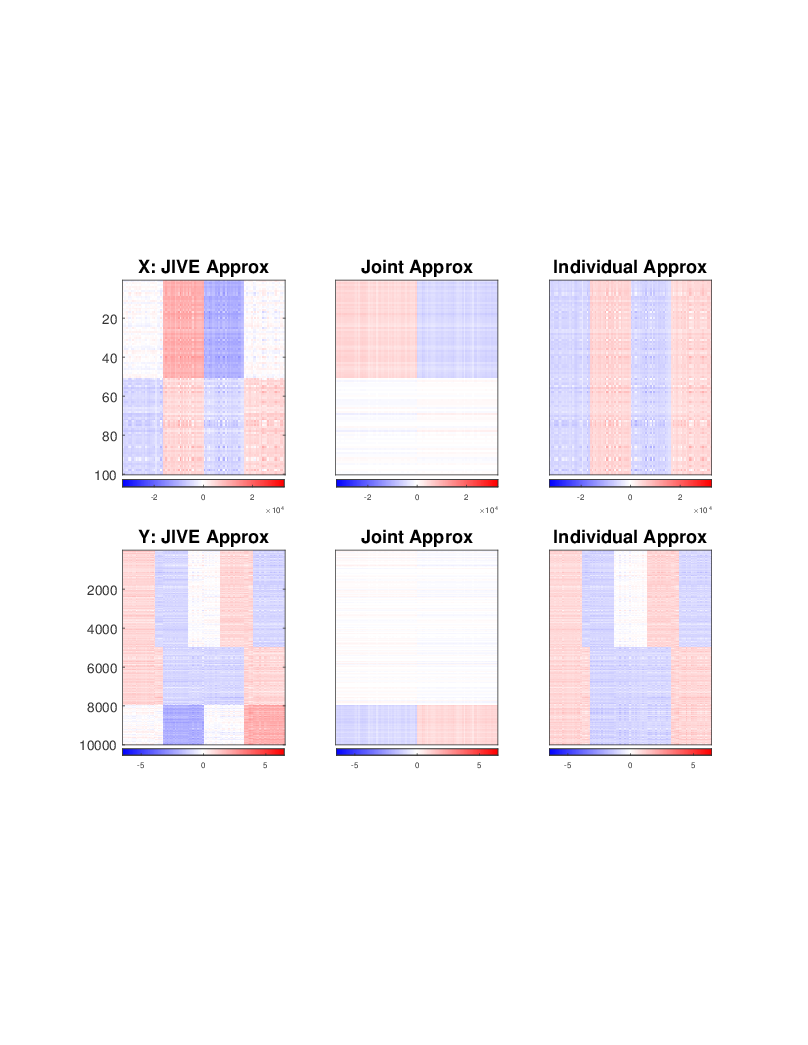 X: JIVE Approx Joint Approx Individual Approx
20
40
60
80
100
-2 0 2 -2 0 2 -2 0 2
×10⁴ ×10⁴ ×10⁴
Y: JIVE Approx Joint Approx Individual Approx
2000
4000
6000
8000
10000
-5 0 5 -5 0 5 -5 0 5